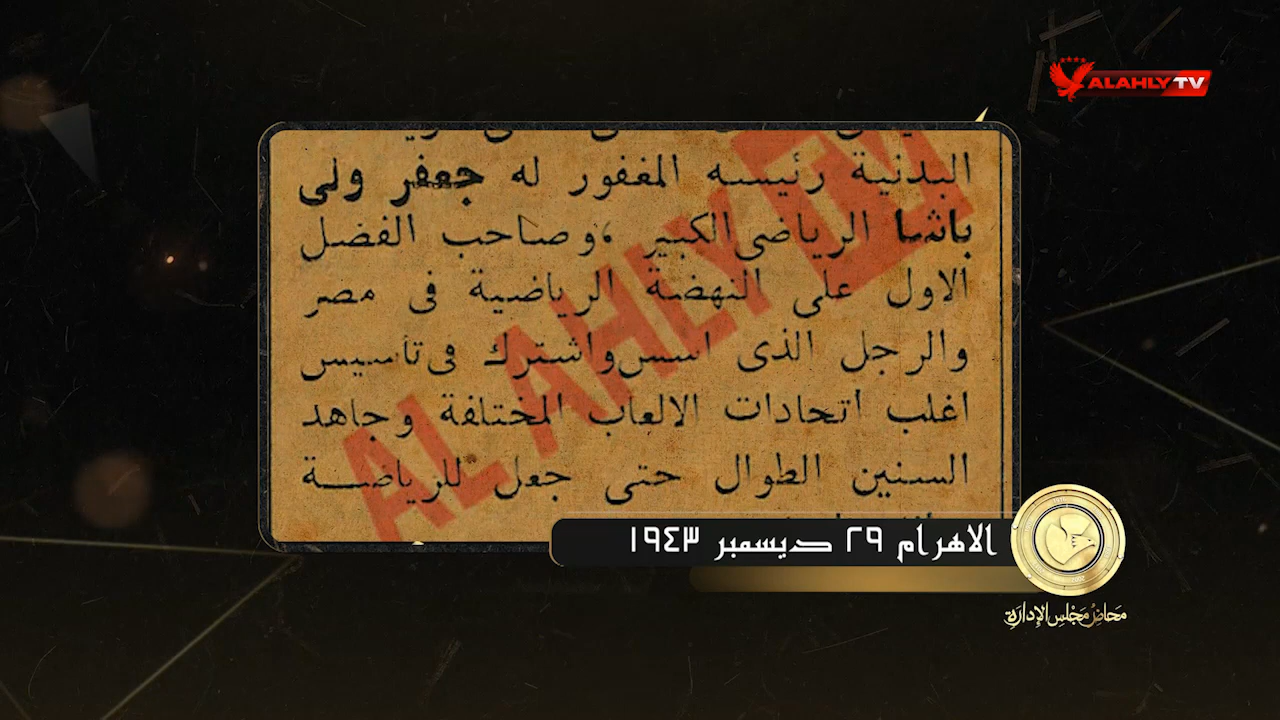 ALAHLY TV
البدنية رئيسه المغفور له جعفر ولى
باشا الرياضى الكبير ،وصاحب الفضل
الاول على النهضة الرياضية فى مصر
والرجل الذى اسس واشترك فى تأسيس
اغلب اتحادات الالعاب المختلفة وجاهد
السنين الطوال حتى جعل للرياضة
ALAHLY TV
الاهرام ٢٩ ديسمبر ١٩٤٣
محاضر مجلس الإدارة